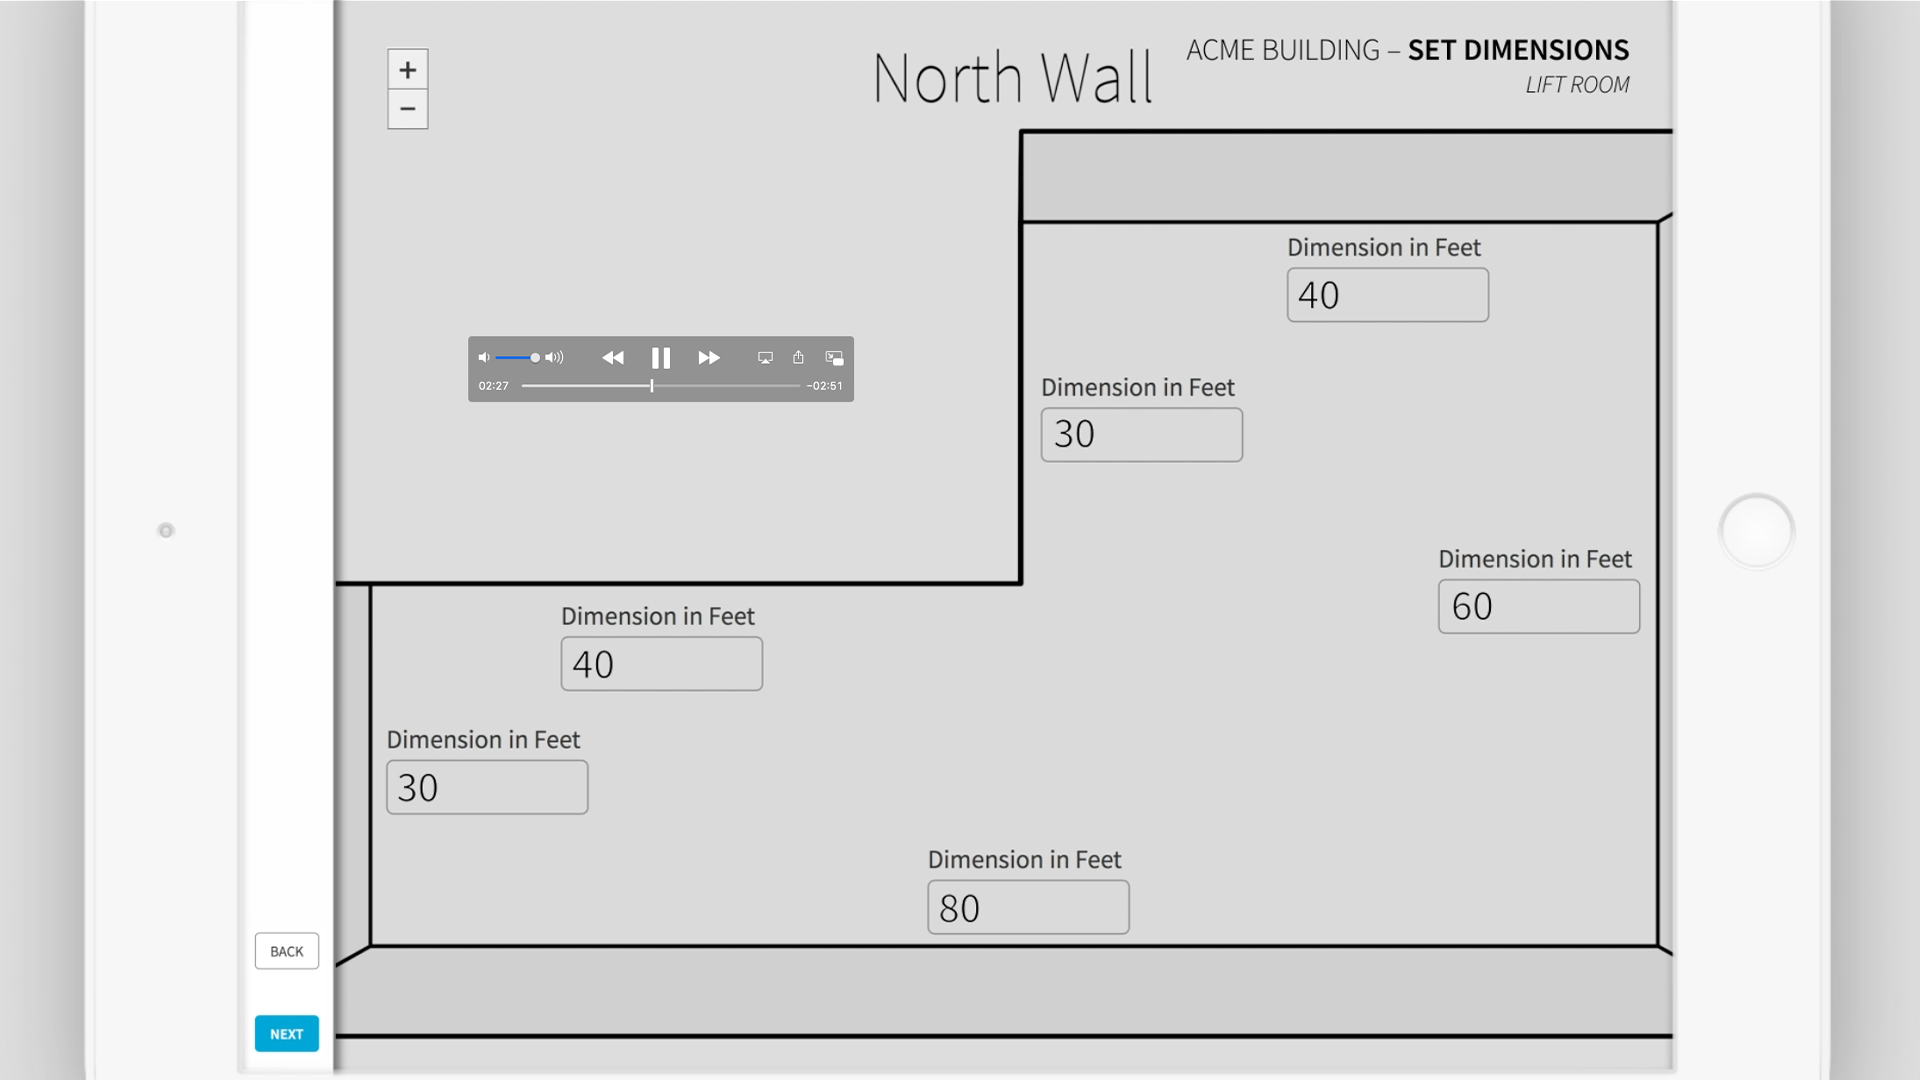 +
−
North Wall
ACME BUILDING – SET DIMENSIONS
LIFT ROOM
Dimension in Feet
40
02:27
−02:51
Dimension in Feet
30
Dimension in Feet
60
Dimension in Feet
40
Dimension in Feet
30
Dimension in Feet
80
BACK
NEXT